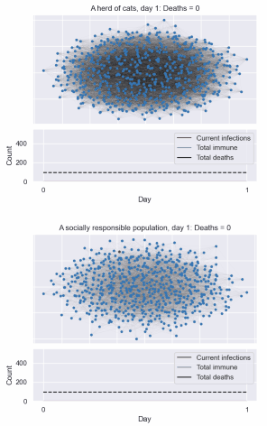 A herd of cats, day 1: Deaths = 0
Current infections
Total immune
Total deaths
400
200
0
Count
0
1
Day
A socially responsible population, day 1: Deaths = 0
Current infections
Total immune
Total deaths
400
200
0
Count
0
1
Day